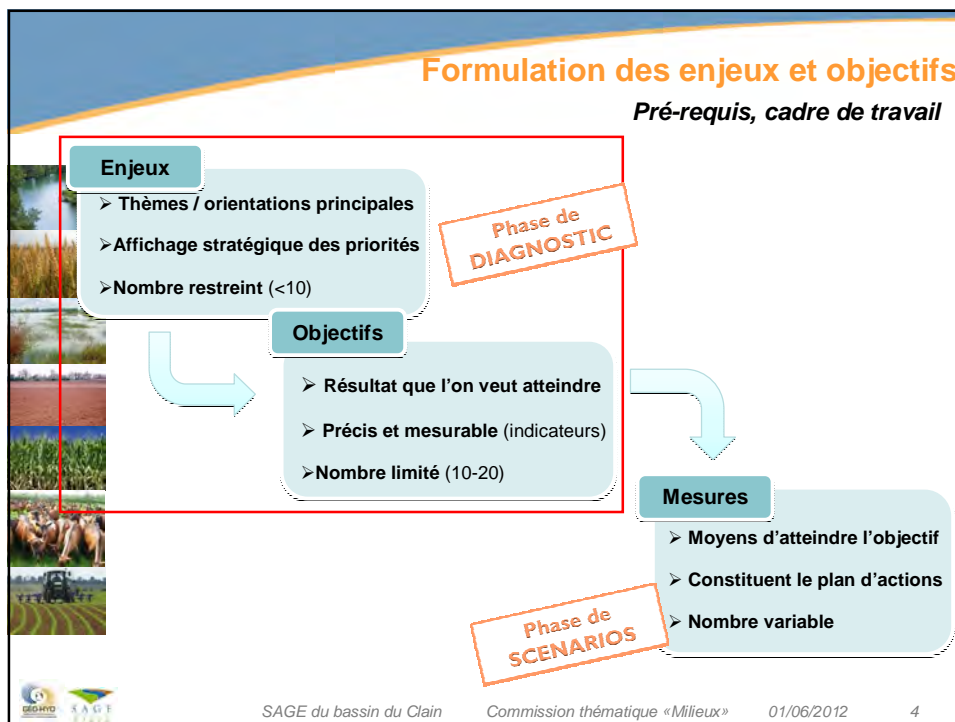 Formulation des enjeux et objectifs
Pré-requis, cadre de travail
Enjeux
➢ Thèmes / orientations principales
➢ Affichage stratégique des priorités
➢Nombre restreint (<10)
Phase de
DIAGNOSTIC
Objectifs
➢ Résultat que l’on veut atteindre
➢ Précis et mesurable (indicateurs)
➢Nombre limité (10-20)
Mesures
➢ Moyens d’atteindre l’objectif
➢ Constituent le plan d’actions
➢ Nombre variable
Phase de
SCENARIOS
GÉO-HYD
SAGE
SAGE du bassin du Clain Commission thématique «Milieux» 01/06/2012 4